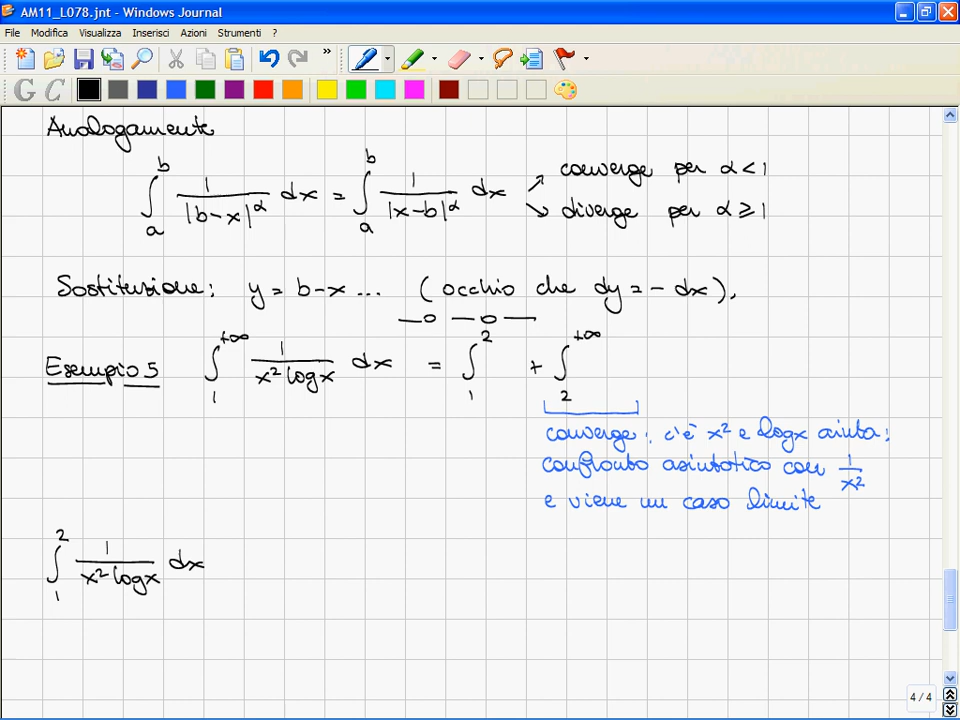 AM11_L078.jnt - Windows Journal
File Modifica Visualizza Inserisci Azioni Strumenti ?
Analogamente
∫_a^b 1/|b-x|^α dx = ∫_a^b 1/|x-b|^α dx
converge per α < 1
diverge per α ≥ 1
Sostituzione: y = b-x ... (occhio che dy = - dx).
Esempio 5 ∫_1^{+∞} 1/(x² log x) dx = ∫_1^2 + ∫_2^{+∞}
converge: c'è x² e log x aiuta;
confronto asintotico con 1/x²
e viene un caso limite
∫_1^2 1/(x² log x) dx
4 / 4